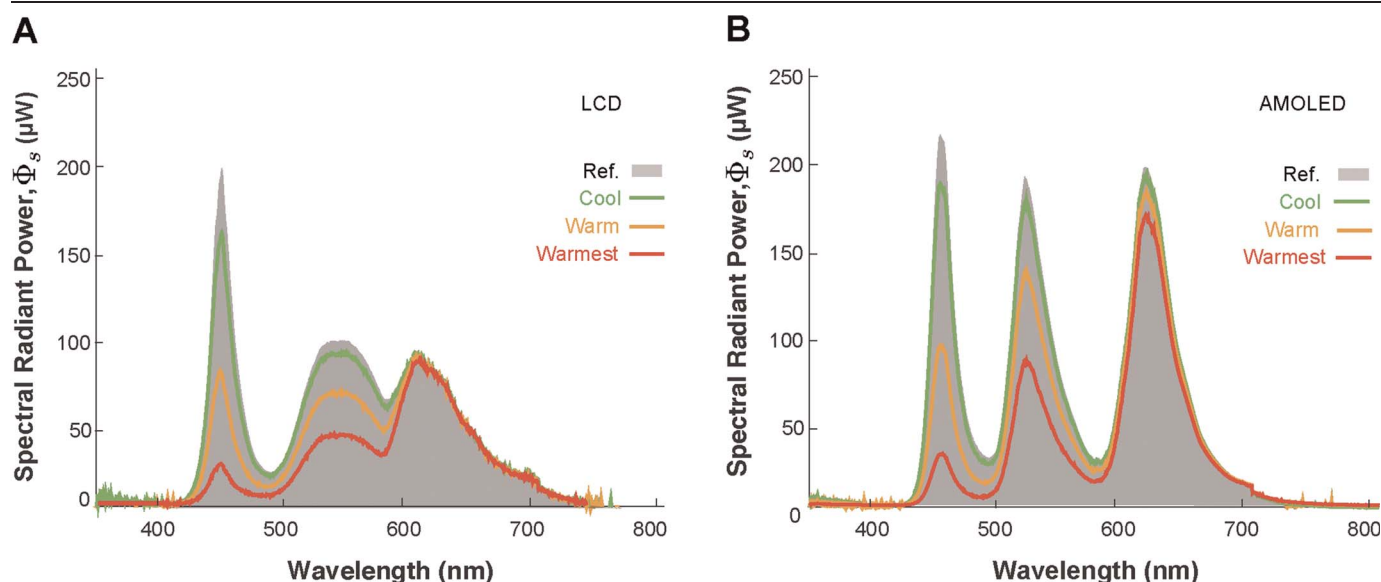 A
Spectral Radiant Power,Φs (µW)
250
200
150
100
50
0
LCD
Ref.
Cool
Warm
Warmest
400 500 600 700 800
Wavelength (nm)
B
Spectral Radiant Power,Φs (µW)
250
200
150
100
50
0
AMOLED
Ref.
Cool
Warm
Warmest
400 500 600 700 800
Wavelength (nm)